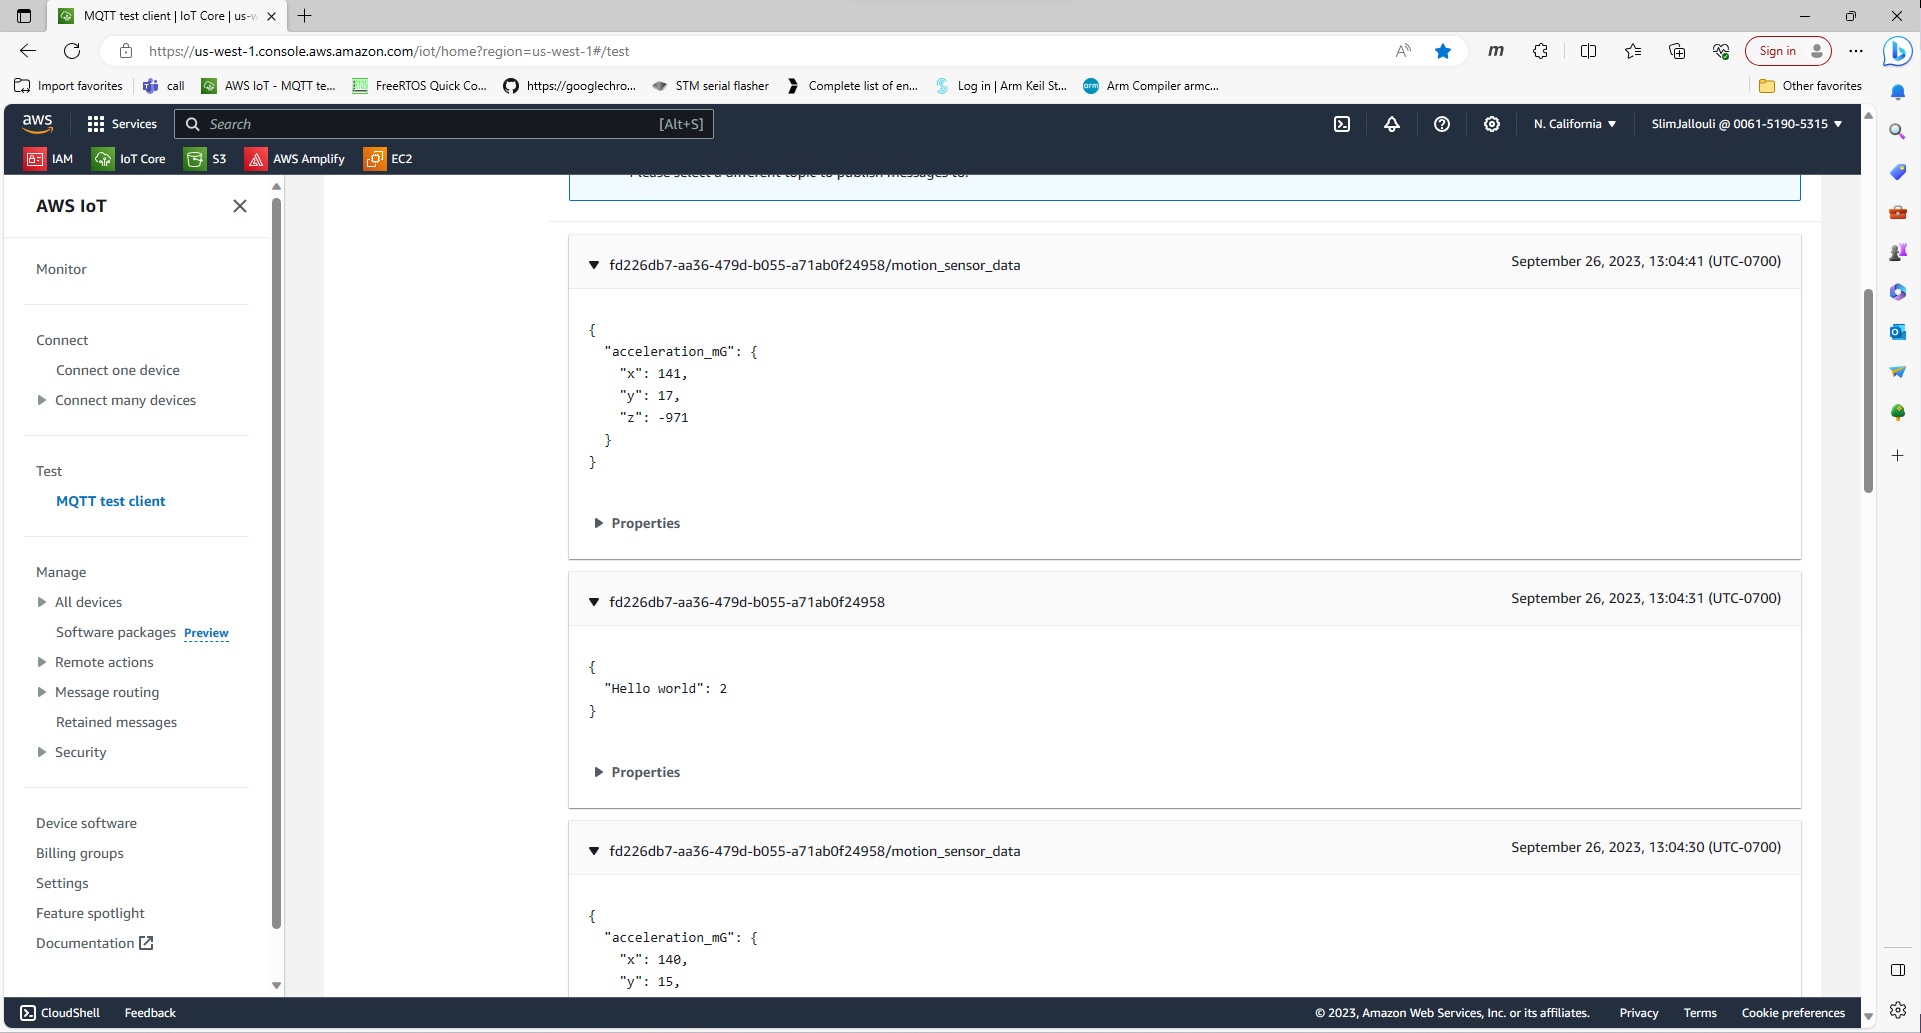 MQTT test client | IoT Core | us-w
https://us-west-1.console.aws.amazon.com/iot/home?region=us-west-1#/test
Sign in
Import favorites
call
AWS IoT - MQTT te...
FreeRTOS Quick Co...
https://googlechro...
STM serial flasher
Complete list of en...
Log in | Arm Keil St...
Arm Compiler armc...
Other favorites
aws
Services
Search
[Alt+S]
N. California
SlimJallouli @ 0061-5190-5315
IAM
IoT Core
S3
AWS Amplify
EC2
AWS IoT
Monitor
Connect
Connect one device
Connect many devices
Test
MQTT test client
Manage
All devices
Software packages Preview
Remote actions
Message routing
Retained messages
Security
Device software
Billing groups
Settings
Feature spotlight
Documentation
Please select a different topic to publish messages to.
fd226db7-aa36-479d-b055-a71ab0f24958/motion_sensor_data
September 26, 2023, 13:04:41 (UTC-0700)
{
"acceleration_mG": {
"x": 141,
"y": 17,
"z": -971
}
}
Properties
fd226db7-aa36-479d-b055-a71ab0f24958
September 26, 2023, 13:04:31 (UTC-0700)
{
"Hello world": 2
}
Properties
fd226db7-aa36-479d-b055-a71ab0f24958/motion_sensor_data
September 26, 2023, 13:04:30 (UTC-0700)
{
"acceleration_mG": {
"x": 140,
"y": 15,
CloudShell
Feedback
© 2023, Amazon Web Services, Inc. or its affiliates.
Privacy
Terms
Cookie preferences